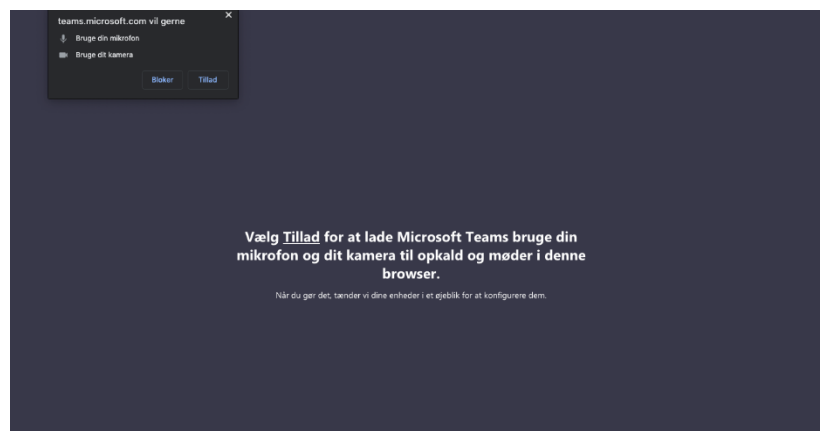 teams.microsoft.com vil gerne
Bruge din mikrofon
Bruge dit kamera
Bloker Tillad
Vælg Tillad for at lade Microsoft Teams bruge din
mikrofon og dit kamera til opkald og møder i denne
browser.
Når du gør det, tænder vi dine enheder i et øjeblik for at konfigurere dem.